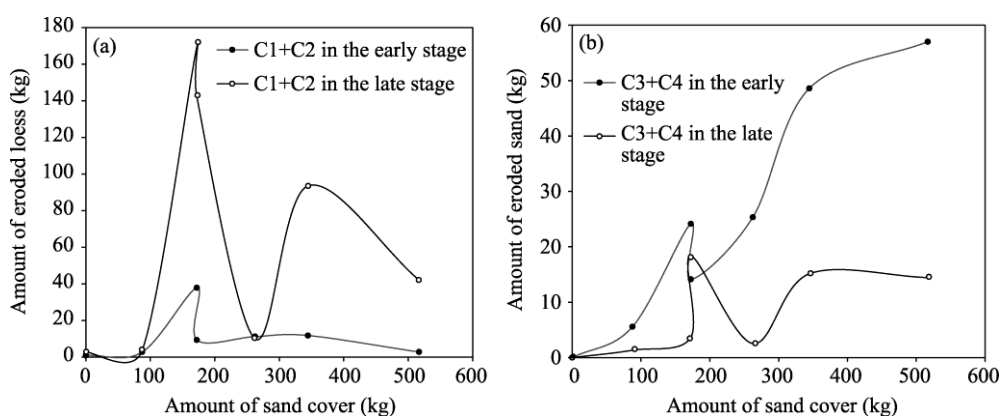 (a)
180
160
140
120
100
80
60
40
20
0
Amount of eroded loess (kg)
C1+C2 in the early stage
C1+C2 in the late stage
0 100 200 300 400 500 600
Amount of sand cover (kg)
(b)
60
50
40
30
20
10
0
Amount of eroded sand (kg)
C3+C4 in the early
stage
C3+C4 in the late
stage
0 100 200 300 400 500 600
Amount of sand cover (kg)